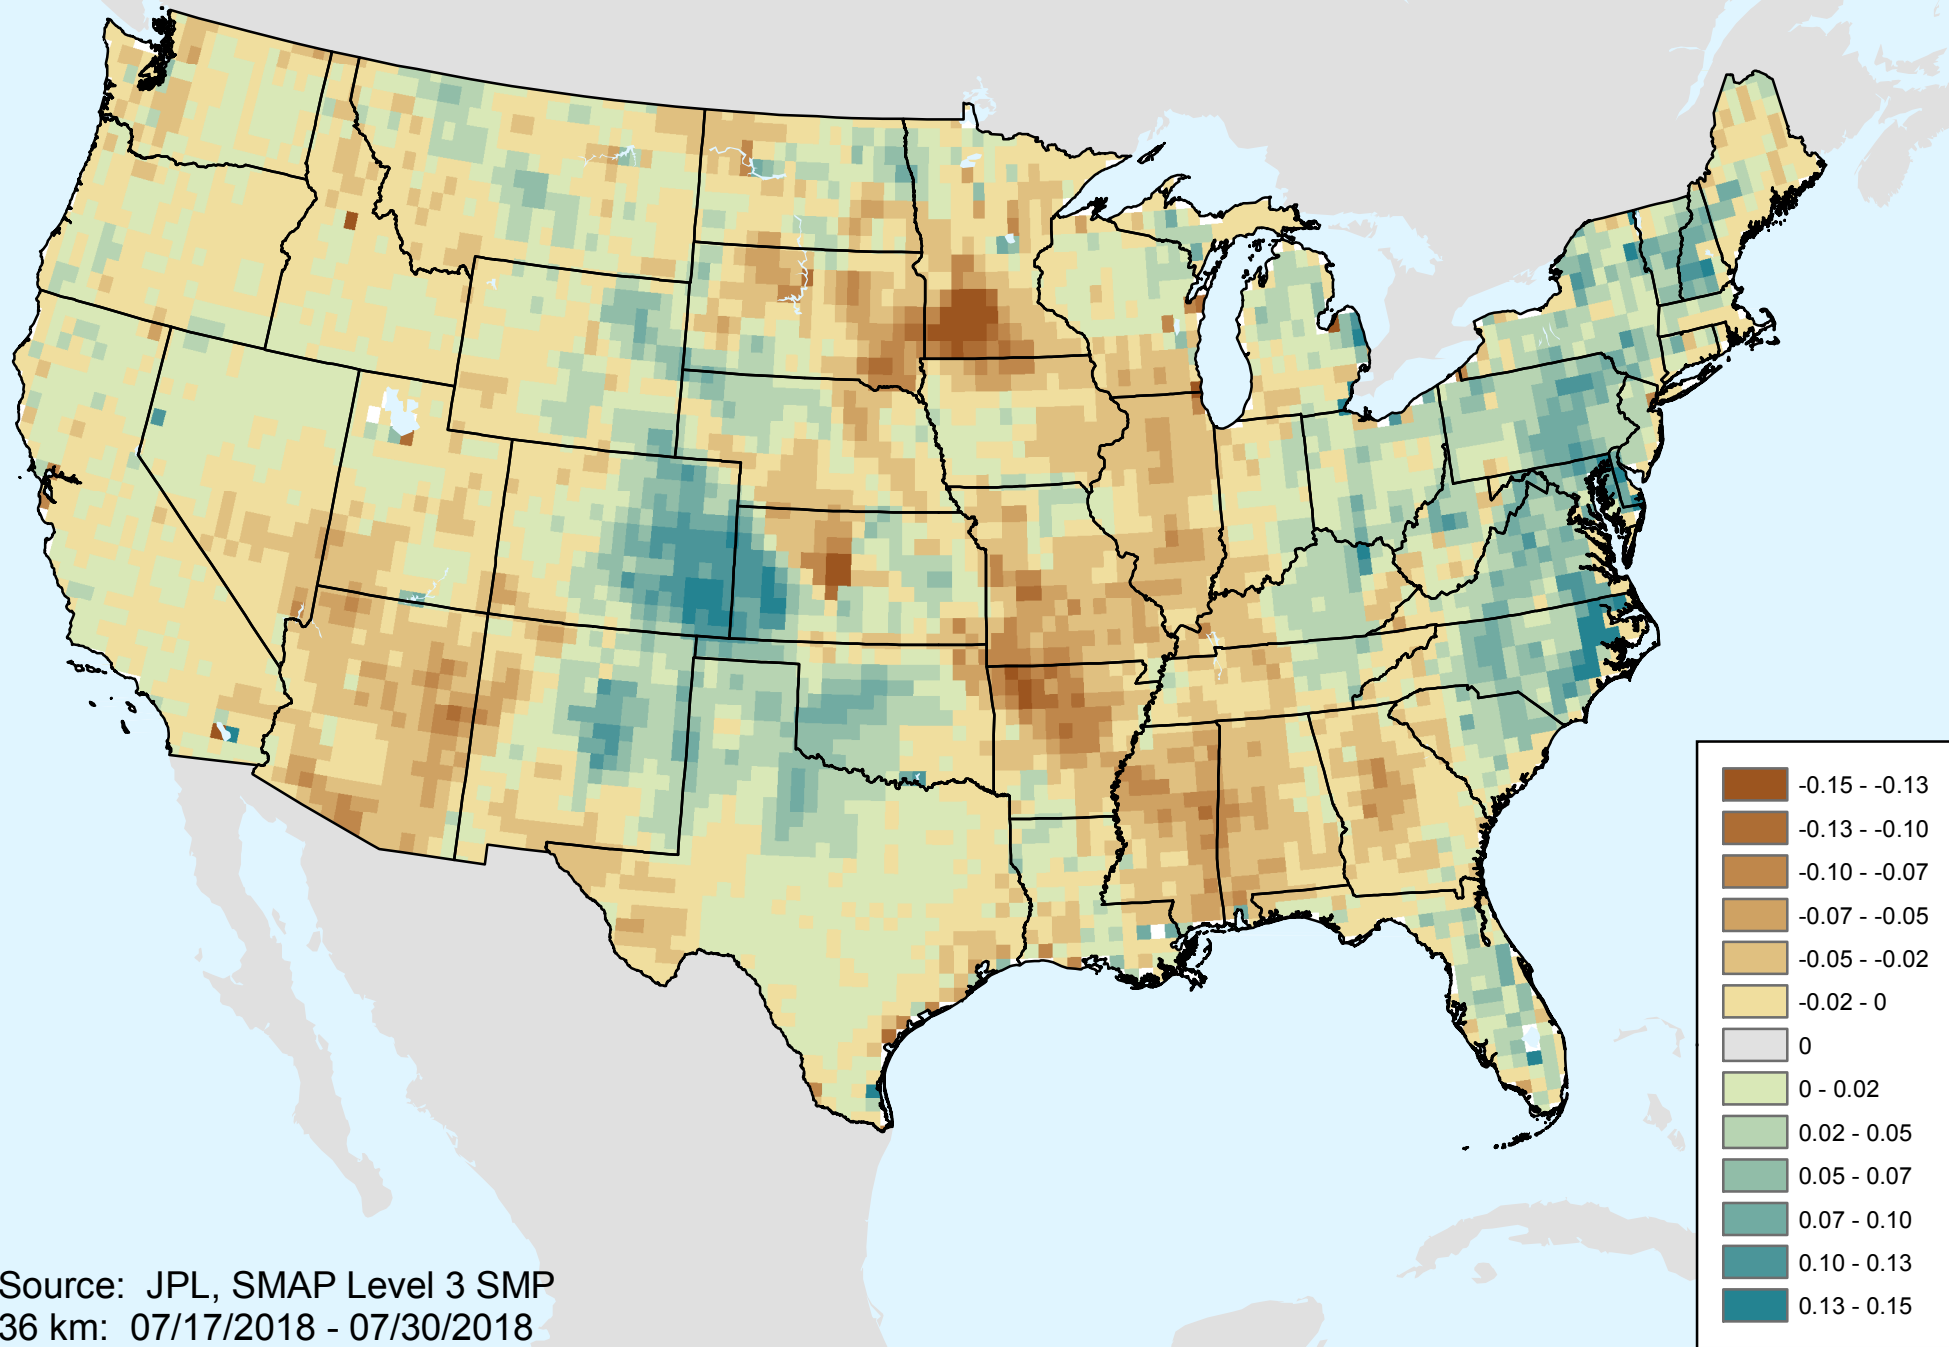 -0.15 - -0.13
-0.13 - -0.10
-0.10 - -0.07
-0.07 - -0.05
-0.05 - -0.02
-0.02 - 0
0
0 - 0.02
0.02 - 0.05
0.05 - 0.07
0.07 - 0.10
0.10 - 0.13
0.13 - 0.15
Source:  JPL, SMAP Level 3 SMP
36 km:  07/17/2018 - 07/30/2018